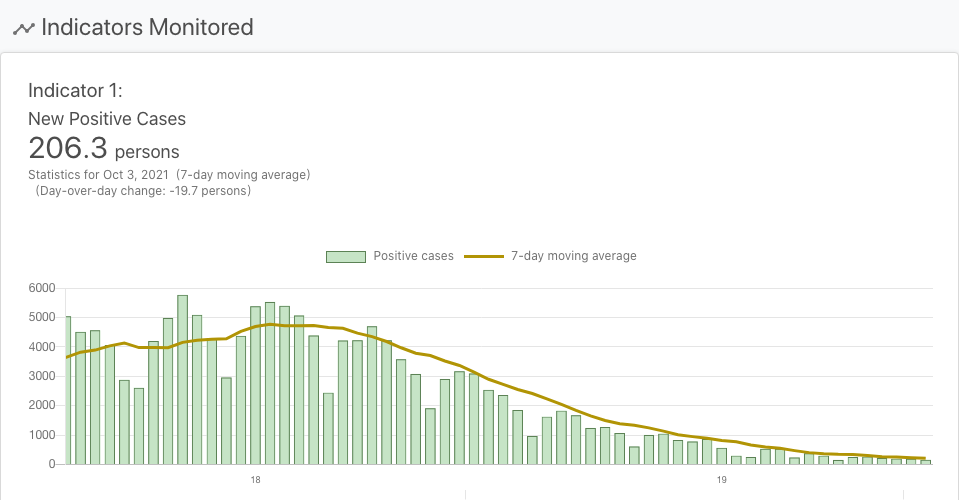 Indicators Monitored
Indicator 1:
New Positive Cases
206.3 persons
Statistics for Oct 3, 2021 (7-day moving average)
(Day-over-day change: -19.7 persons)
Positive cases 7-day moving average
6000
5000
4000
3000
2000
1000
0
18 19